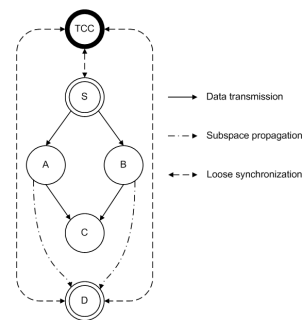 TCC
S
Data transmission
Subspace propagation
A
B
Loose synchronization
C
D